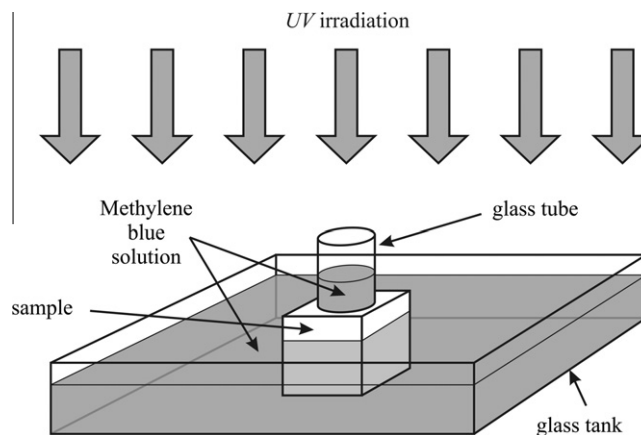 UV irradiation
Methylene
blue
solution
glass tube
sample
glass tank